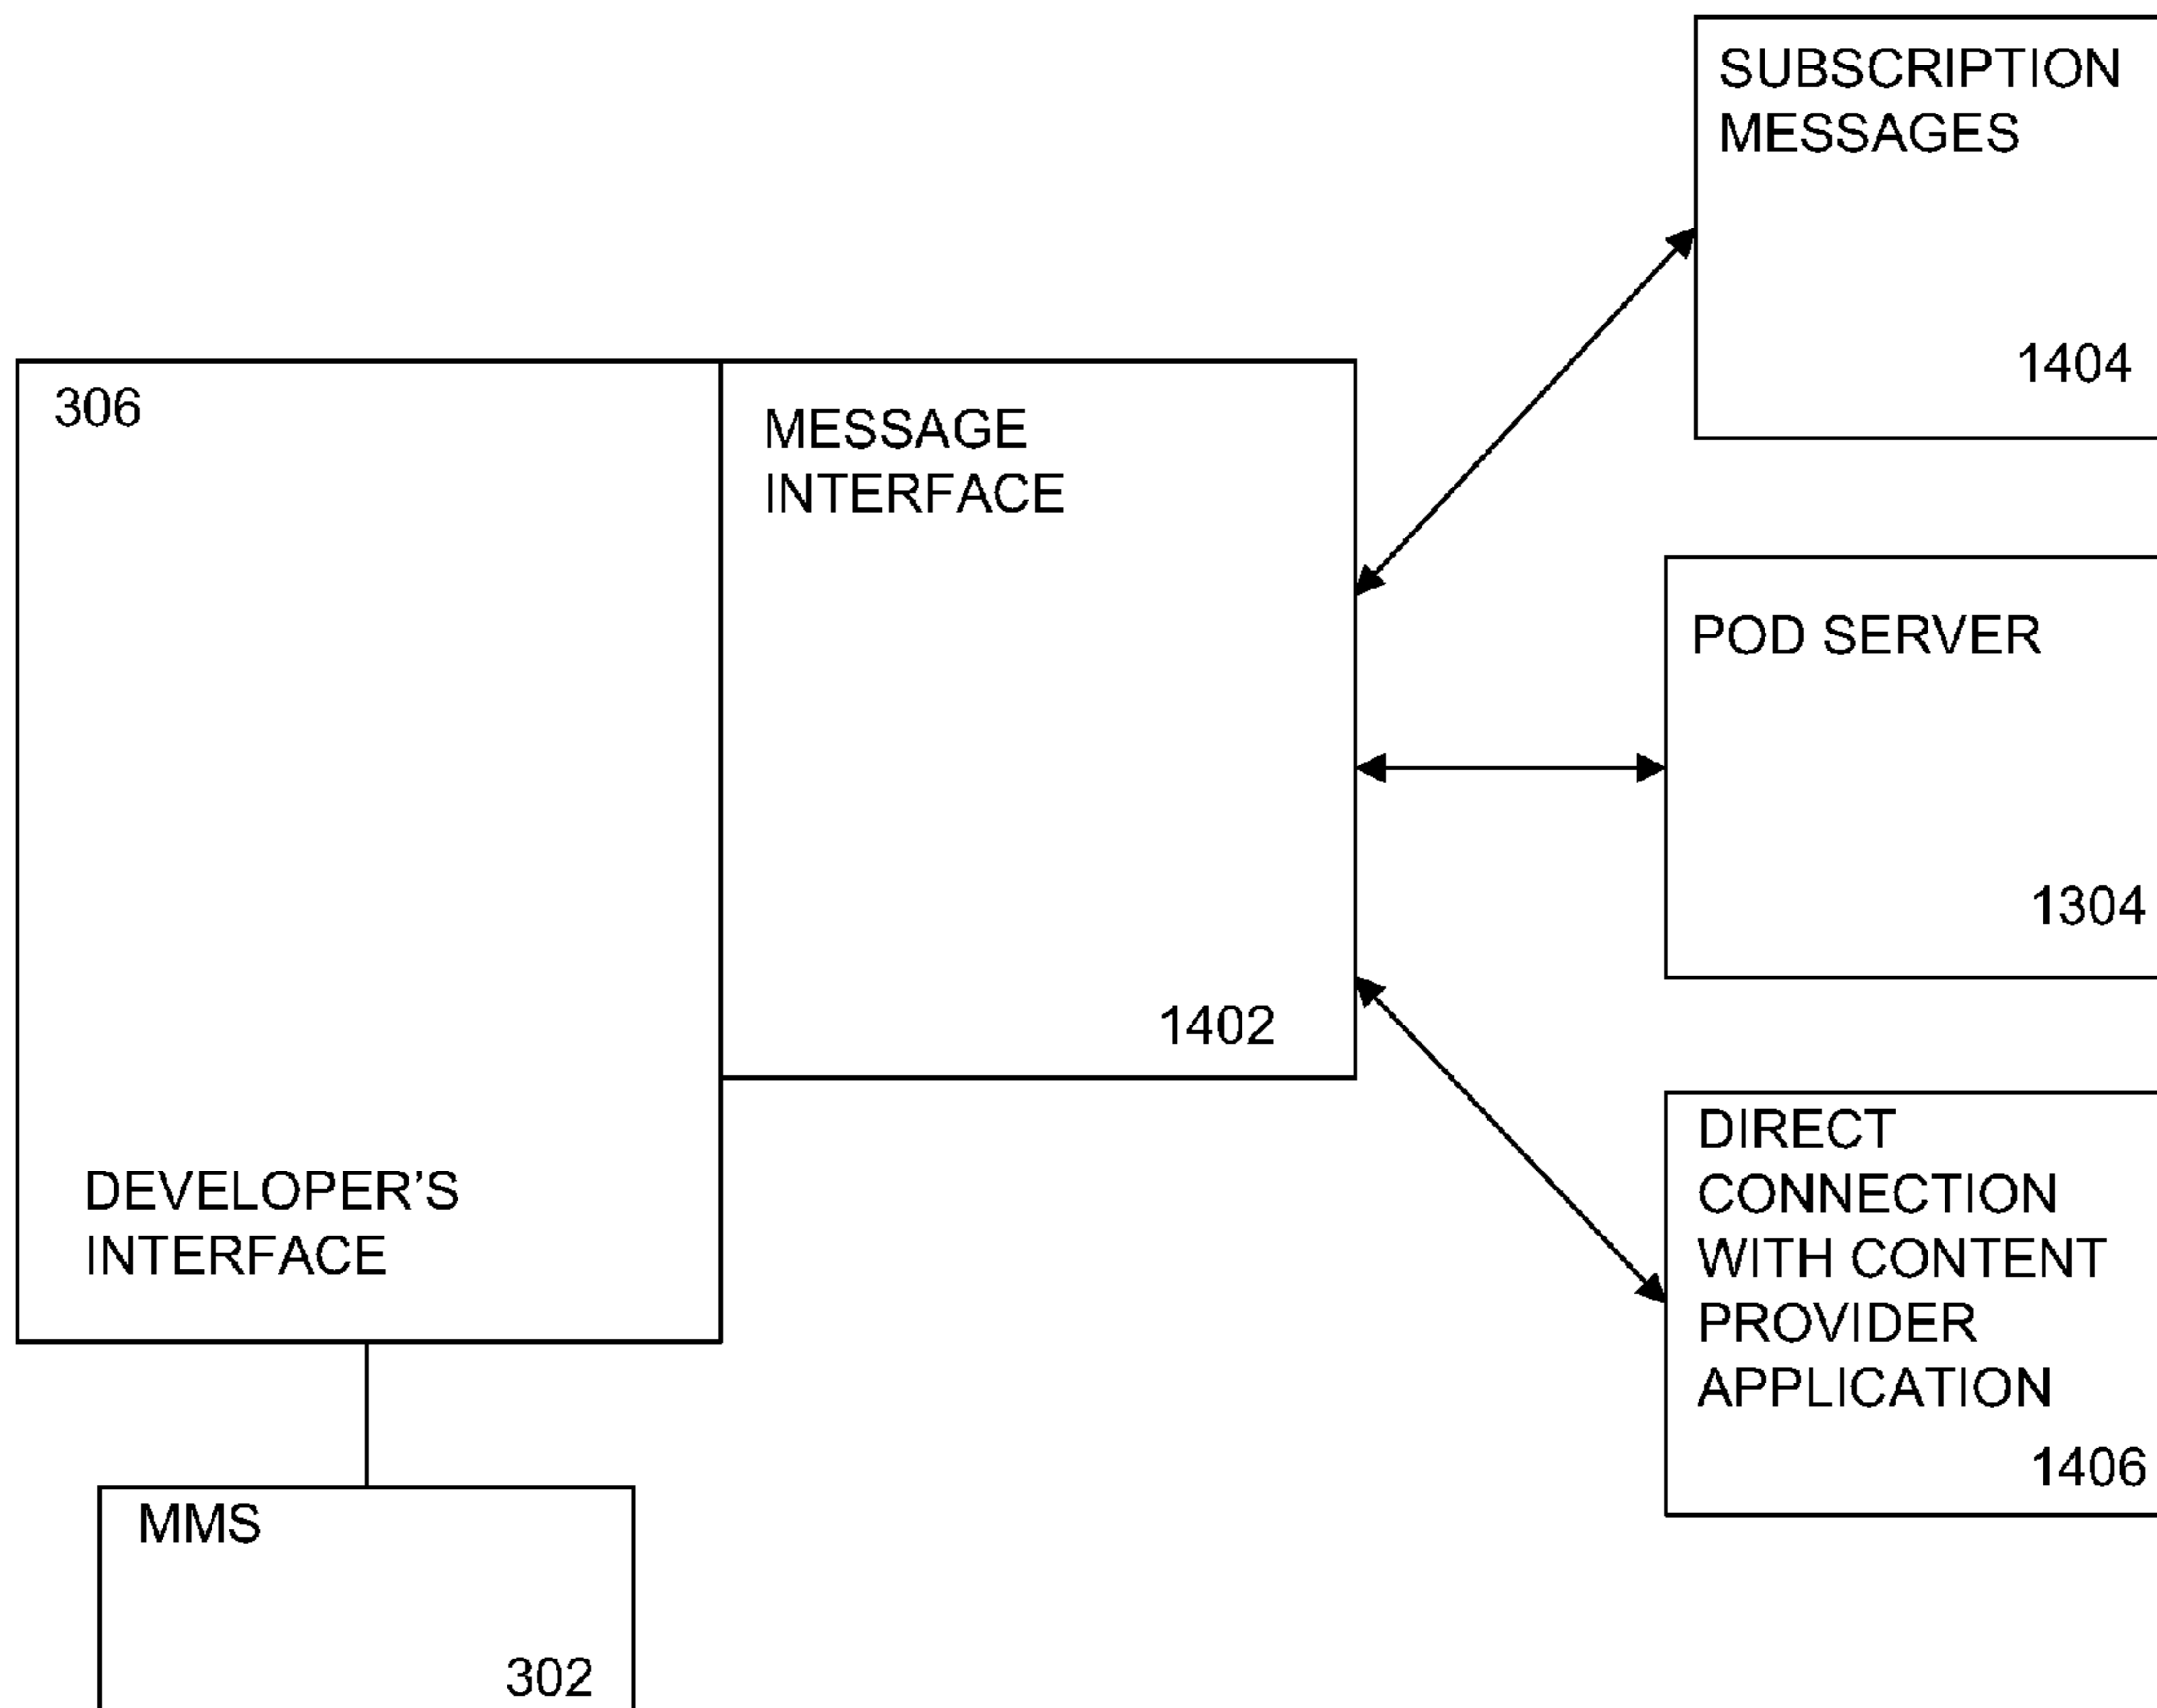 SUBSCRIPTION
MESSAGES
1404
306
MESSAGE
INTERFACE
1402
DEVELOPER'S
INTERFACE
POD SERVER
1304
DIRECT
CONNECTION
WITH CONTENT
PROVIDER
APPLICATION
1406
MMS
302